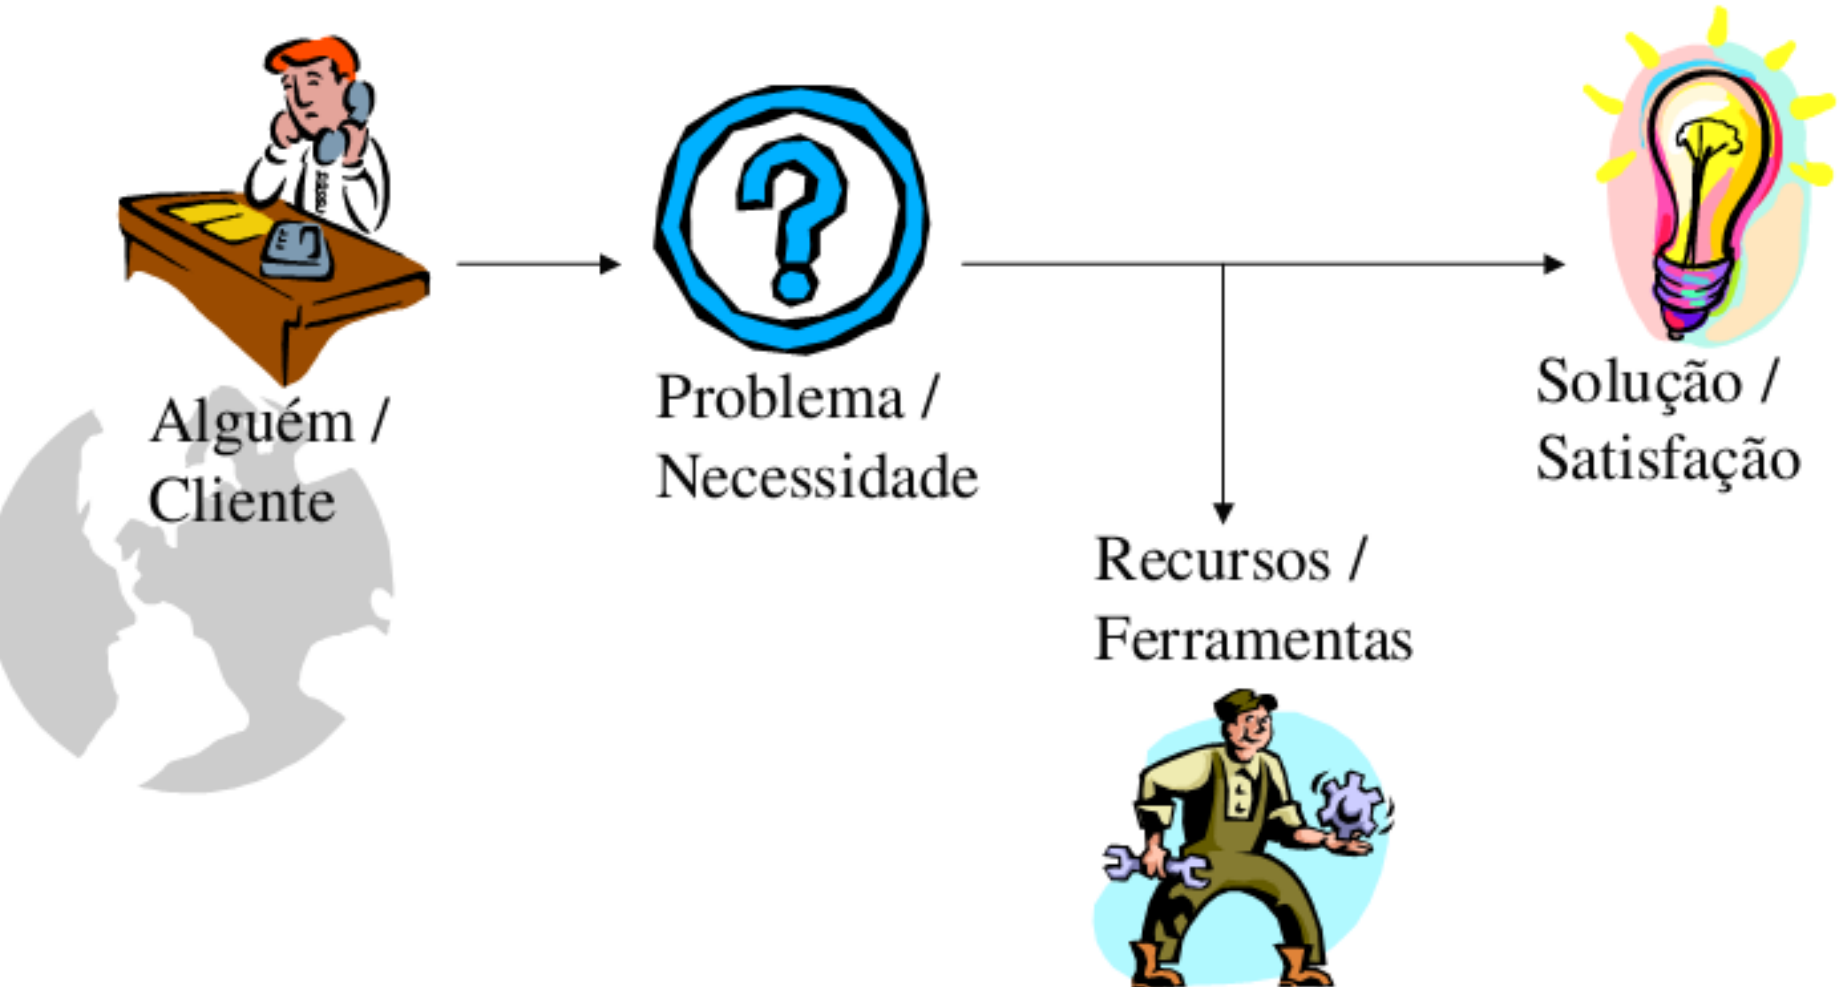 Alguém /
Cliente
Problema /
Necessidade
Recursos /
Ferramentas
Solução /
Satisfação